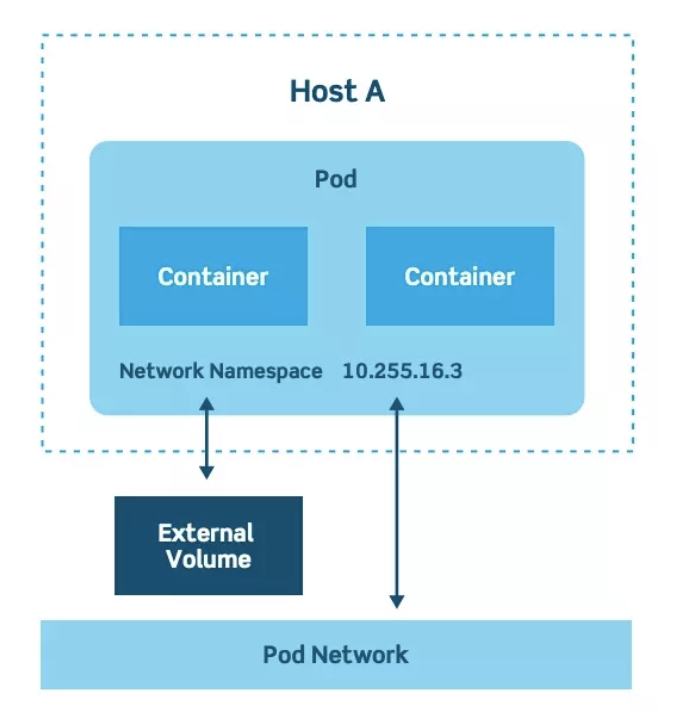 Host A
Pod
Container
Container
Network Namespace 10.255.16.3
External
Volume
Pod Network